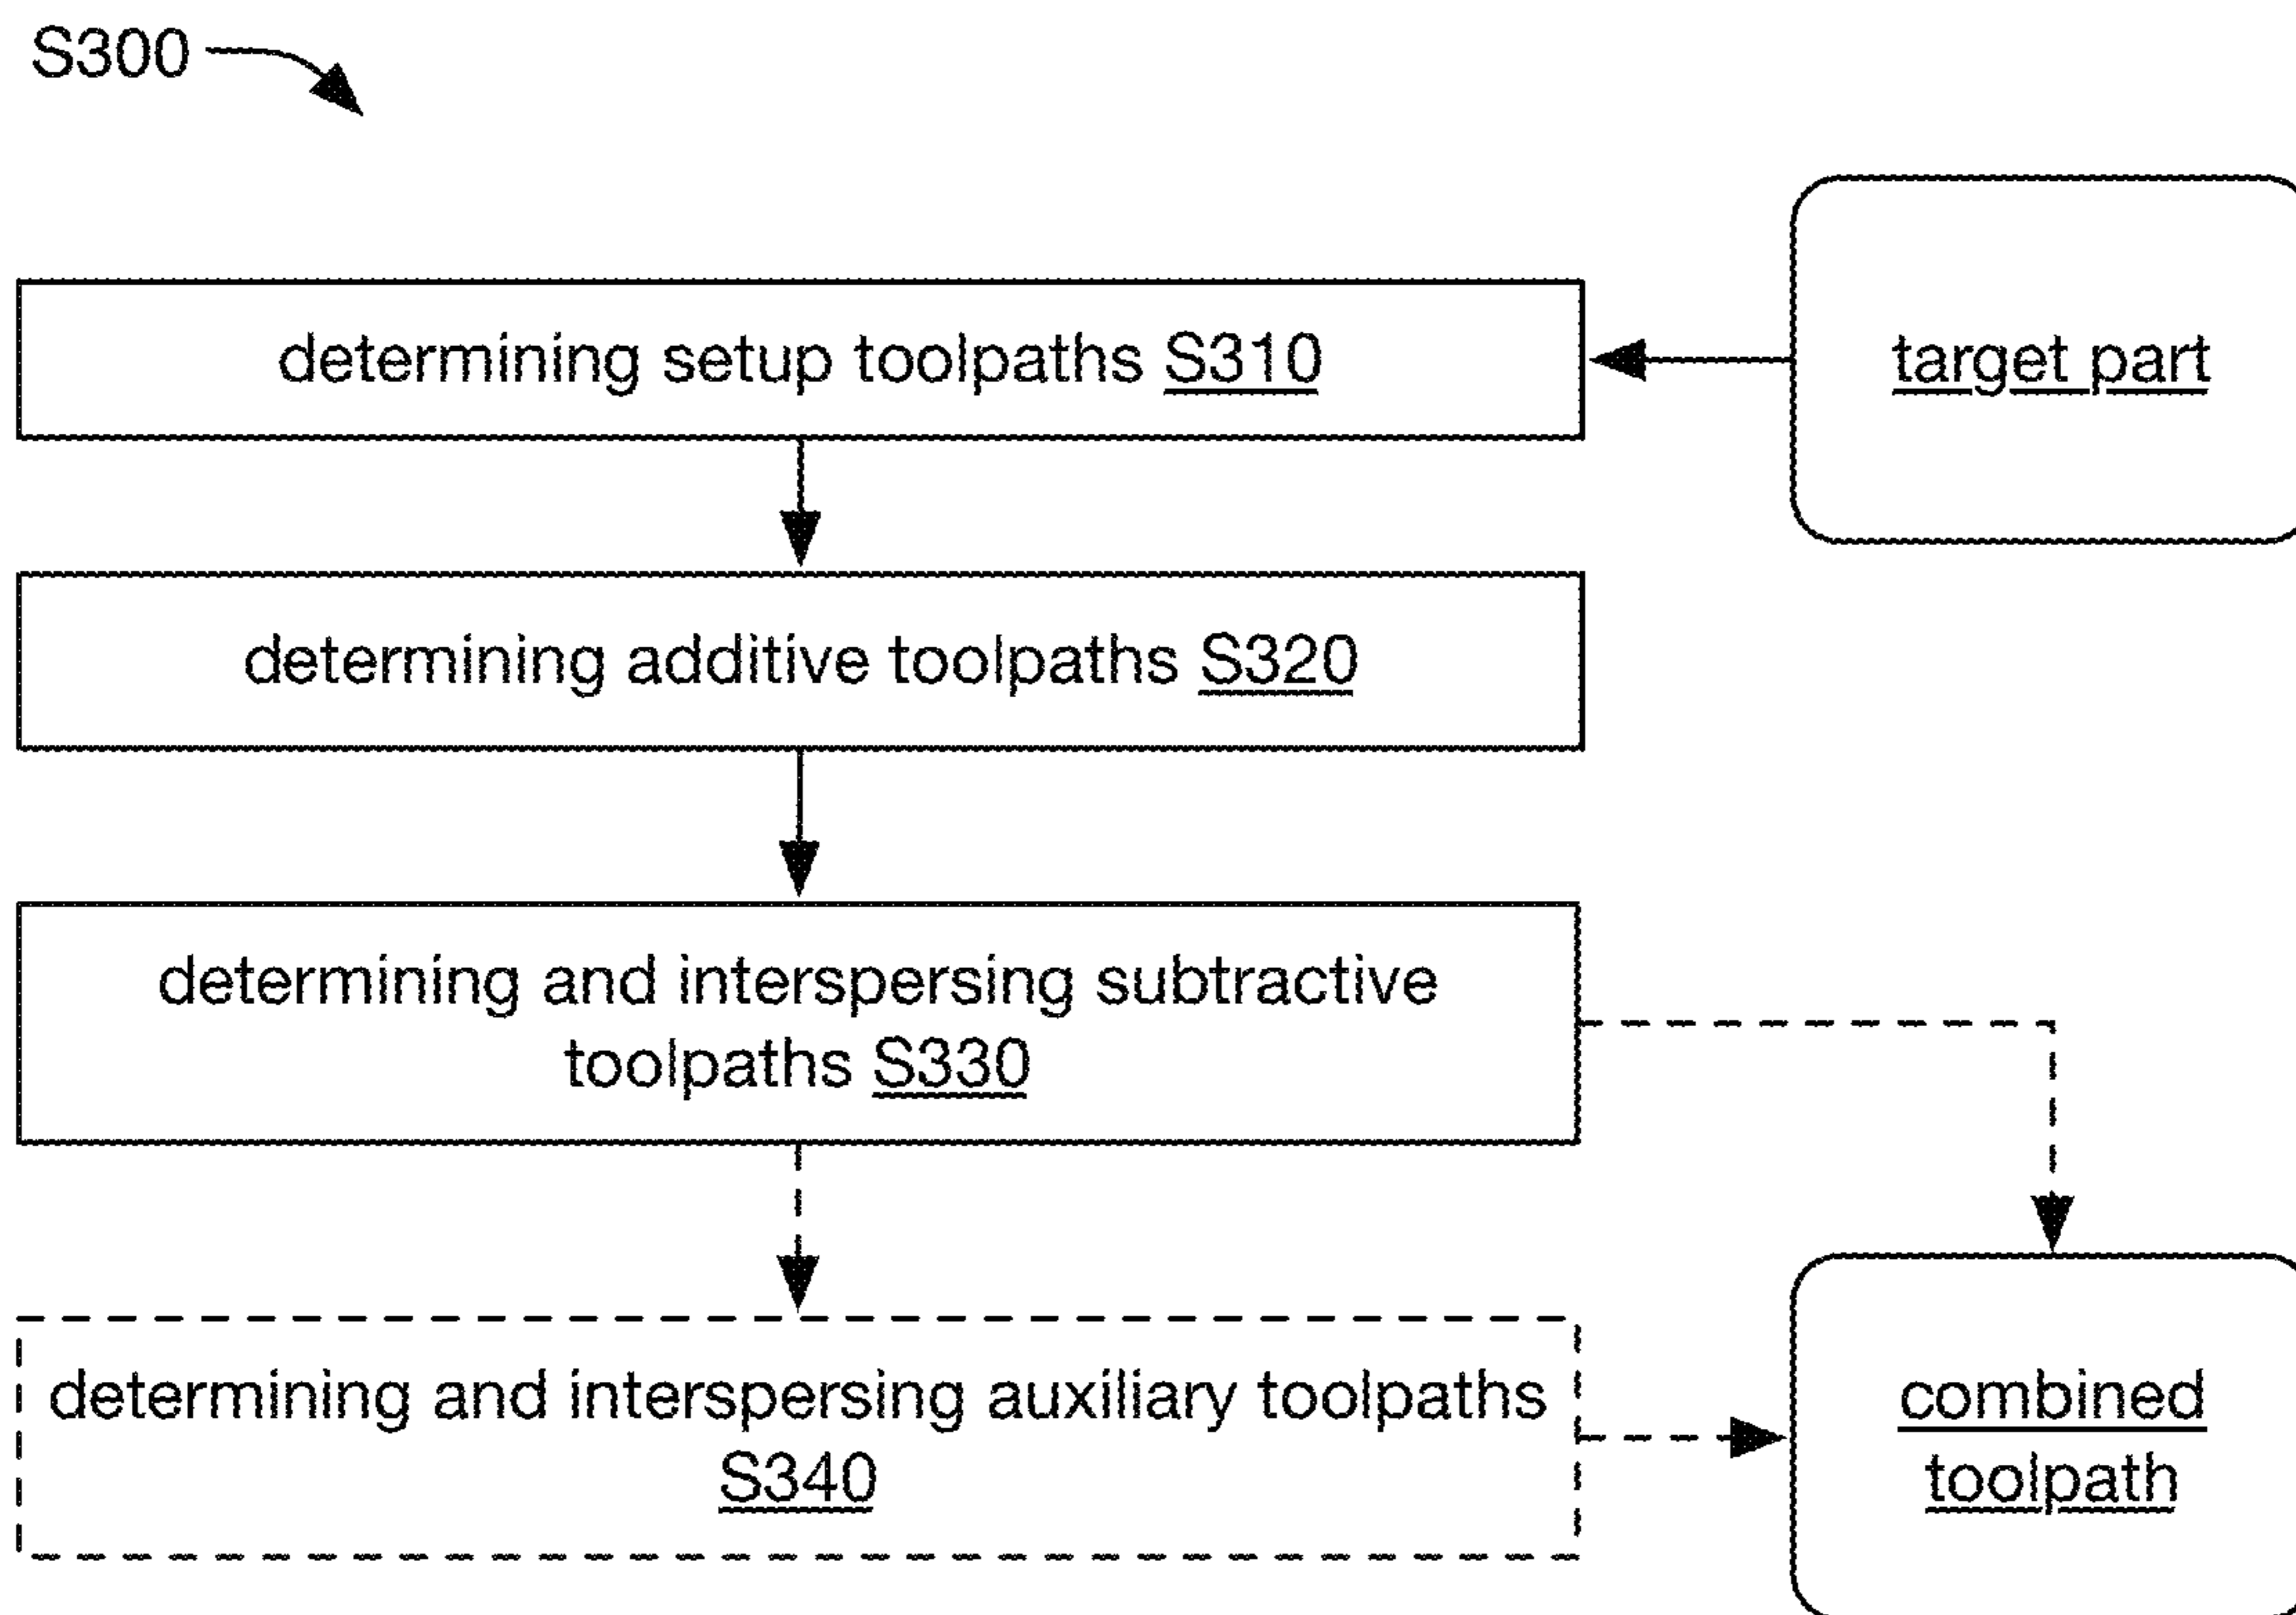 S300
determining setup toolpaths S310
target part
determining additive toolpaths S320
determining and interspersing subtractive
toolpaths S330
determining and interspersing auxiliary toolpaths
S340
combined
toolpath